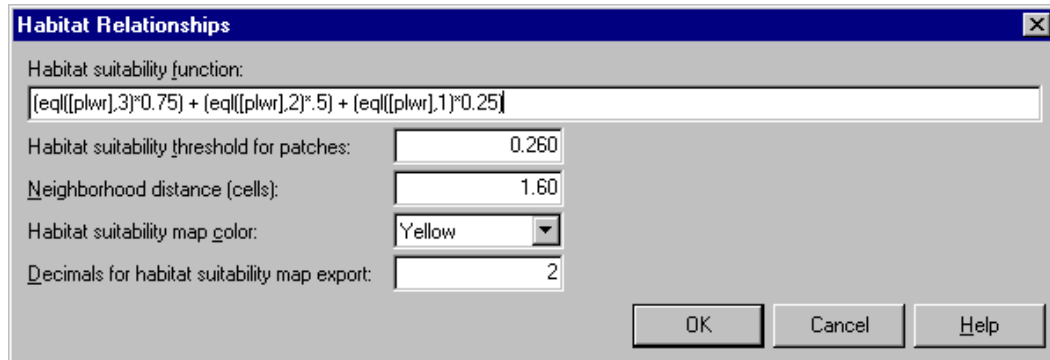 Habitat Relationships
Habitat suitability function:
(eql([plwr],3)*0.75) + (eql([plwr],2)*.5) + (eql([plwr],1)*0.25)
Habitat suitability threshold for patches: 0.260
Neighborhood distance (cells): 1.60
Habitat suitability map color: Yellow
Decimals for habitat suitability map export: 2
OK Cancel Help